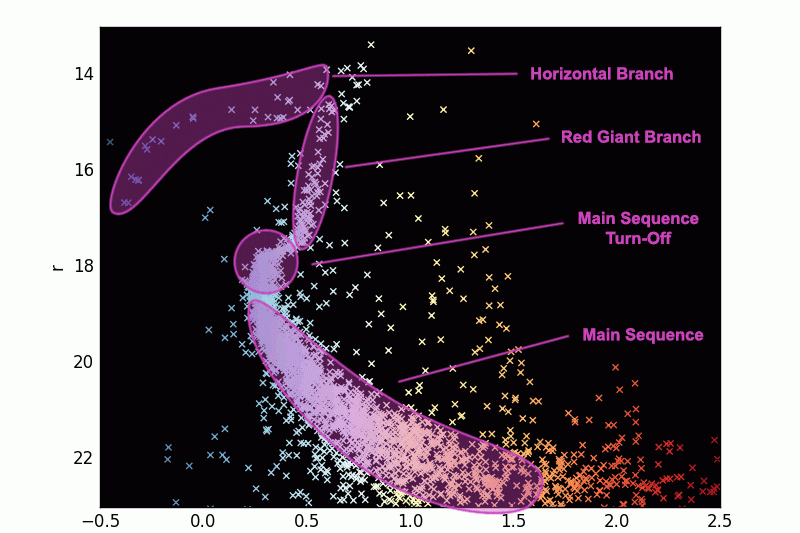 14
Horizontal Branch
Red Giant Branch
16
Main Sequence
Turn-Off
r
18
Main Sequence
20
22
−0.5 0.0 0.5 1.0 1.5 2.0 2.5